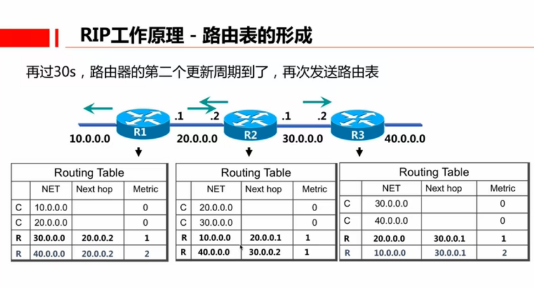 RIP工作原理 - 路由表的形成
再过30s，路由器的第二个更新周期到了，再次发送路由表
.1 .2 .1 .2
R1 R2 R3
10.0.0.0 20.0.0.0 30.0.0.0 40.0.0.0
Routing Table
NET Next hop Metric
C 10.0.0.0 0
C 20.0.0.0 0
R 30.0.0.0 20.0.0.2 1
R 40.0.0.0 20.0.0.2 2
Routing Table
NET Next hop Metric
C 20.0.0.0 0
C 30.0.0.0 0
R 10.0.0.0 20.0.0.1 1
R 40.0.0.0 30.0.0.2 1
Routing Table
NET Next hop Metric
C 30.0.0.0 0
C 40.0.0.0 0
R 20.0.0.0 30.0.0.1 1
R 10.0.0.0 30.0.0.1 2